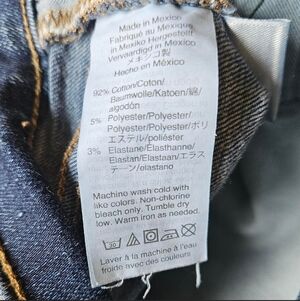 Made in Mexico
Fabriqué au Mexique
In Mexiko Hergestellt
Vervaardigd in Mexico
メキシコ製
Hecho en México
92% Cotton/Coton/
Baumwolle/Katoen/綿/
algodón
5% Polyester/Polyester/
Polyester/Polyester/ポリ
エステル/poliéster
3% Elastane/Élasthanne/
Elastan/Elastaan/エラス
テーン/elastano
Machine wash cold with
like colors. Non-chlorine
bleach only. Tumble dry
low. Warm iron as needed.
Laver à la machine à l'eau
froide avec des couleurs